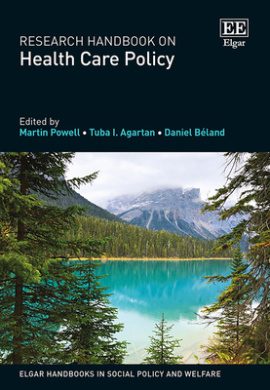 EE
Elgar
RESEARCH HANDBOOK ON
Health Care Policy
Edited by
Martin Powell • Tuba I. Agartan • Daniel Béland
ELGAR HANDBOOKS IN SOCIAL POLICY AND WELFARE